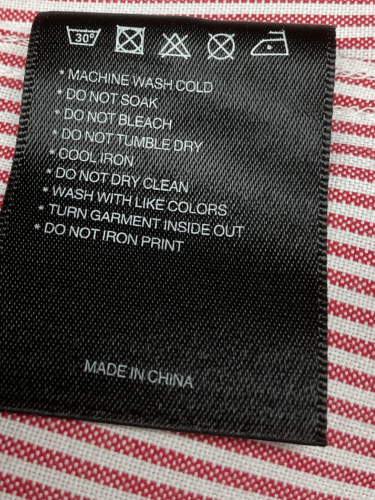 30°
* MACHINE WASH COLD
* DO NOT SOAK
* DO NOT BLEACH
* DO NOT TUMBLE DRY
* COOL IRON
* DO NOT DRY CLEAN
* WASH WITH LIKE COLORS
* TURN GARMENT INSIDE OUT
* DO NOT IRON PRINT
MADE IN CHINA